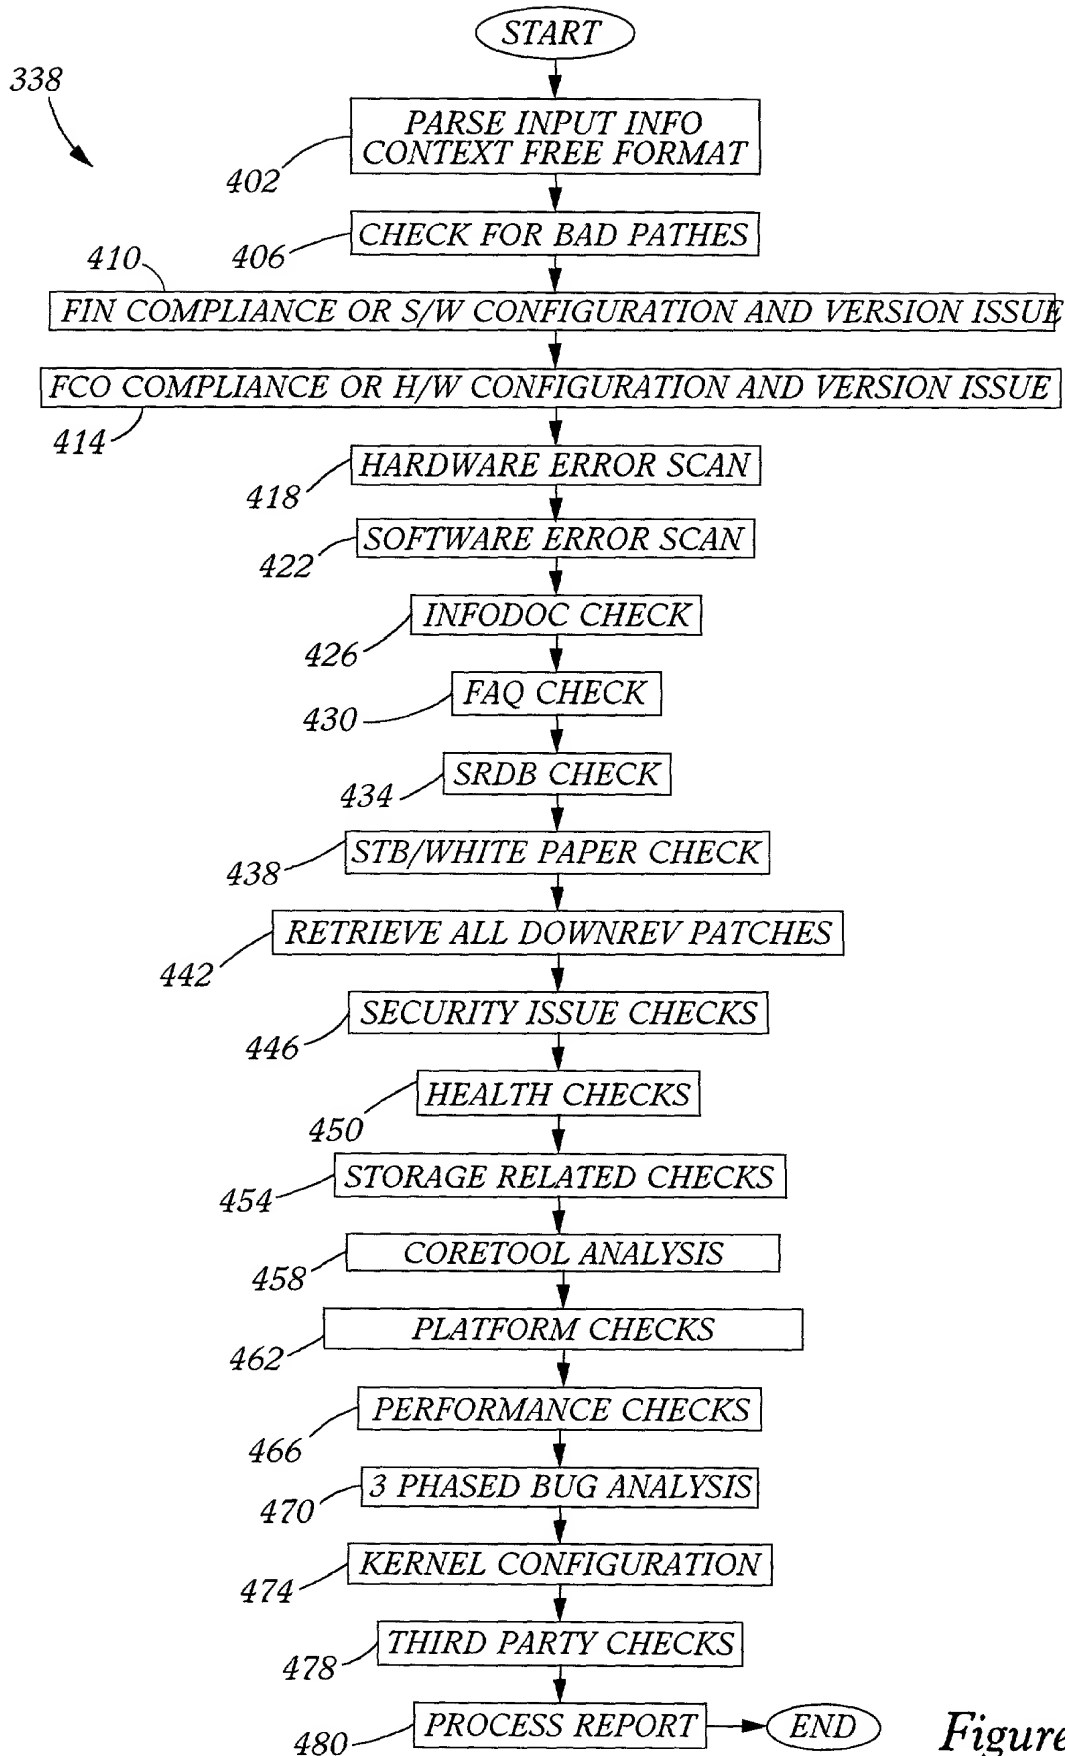 START
338
PARSE INPUT INFO
CONTEXT FREE FORMAT
402
CHECK FOR BAD PATHES
406
410
FIN COMPLIANCE OR S/W CONFIGURATION AND VERSION ISSUE
FCO COMPLIANCE OR H/W CONFIGURATION AND VERSION ISSUE
414
HARDWARE ERROR SCAN
418
SOFTWARE ERROR SCAN
422
INFODOC CHECK
426
FAQ CHECK
430
SRDB CHECK
434
STB/WHITE PAPER CHECK
438
RETRIEVE ALL DOWNREV PATCHES
442
SECURITY ISSUE CHECKS
446
HEALTH CHECKS
450
STORAGE RELATED CHECKS
454
CORETOOL ANALYSIS
458
PLATFORM CHECKS
462
PERFORMANCE CHECKS
466
3 PHASED BUG ANALYSIS
470
KERNEL CONFIGURATION
474
THIRD PARTY CHECKS
478
PROCESS REPORT
END
480
Figure